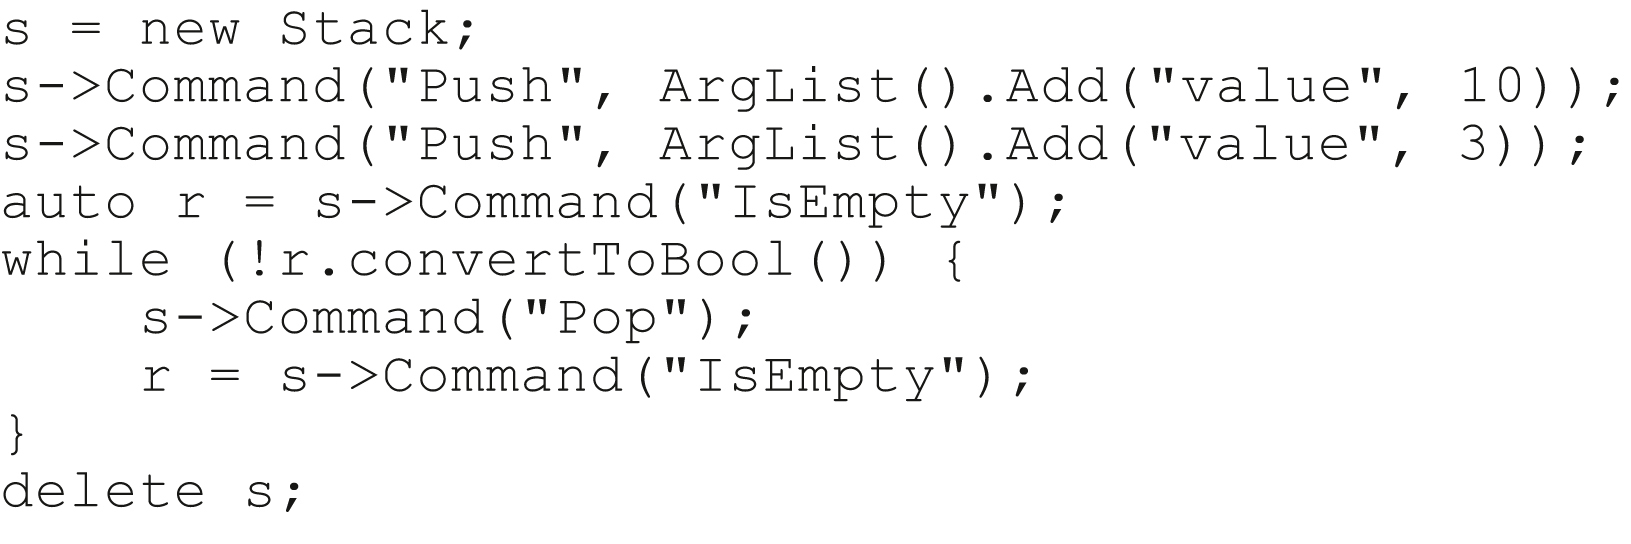 s = new Stack;
s->Command("Push", ArgList().Add("value", 10));
s->Command("Push", ArgList().Add("value", 3));
auto r = s->Command("IsEmpty");
while (!r.convertToBool()) {
    s->Command("Pop");
    r = s->Command("IsEmpty");
}
delete s;